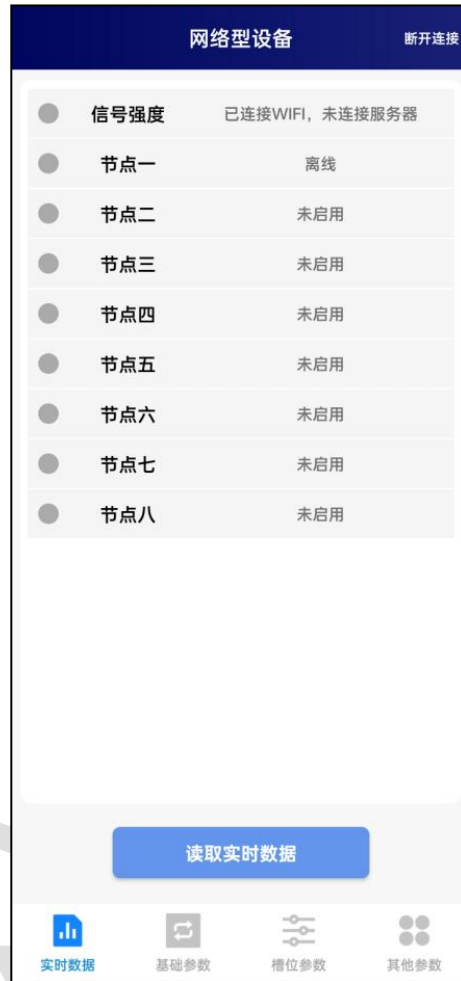 网络型设备 断开连接
信号强度 已连接WIFI，未连接服务器
节点一 离线
节点二 未启用
节点三 未启用
节点四 未启用
节点五 未启用
节点六 未启用
节点七 未启用
节点八 未启用
读取实时数据
实时数据 基础参数 槽位参数 其他参数